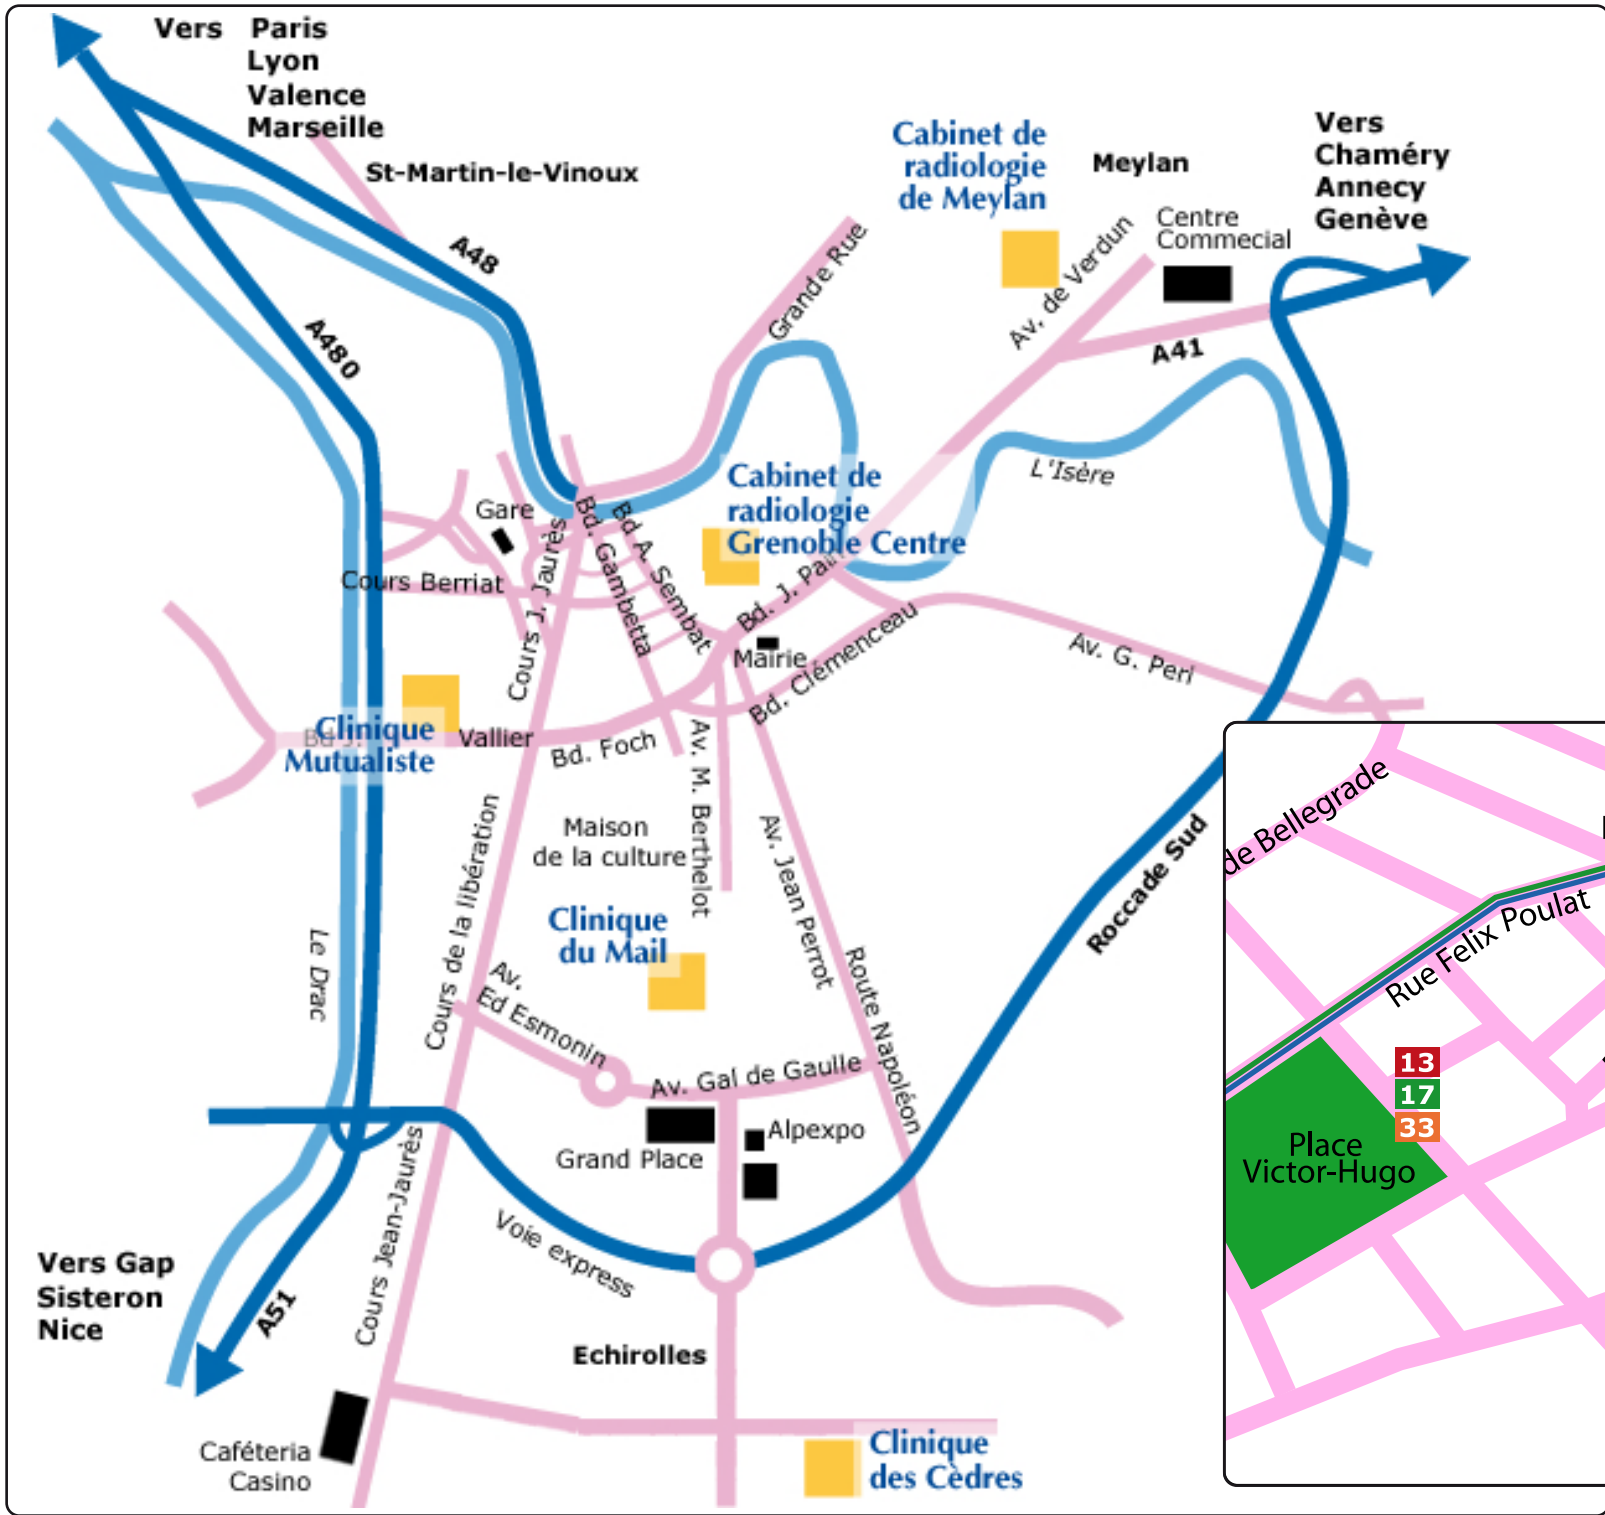 Vers Paris
Lyon
Valence
Marseille
St-Martin-le-Vinoux
A48
A480
Cabinet de
radiologie
de Meylan
Meylan
Vers
Chaméry
Annecy
Genève
Centre
Commecial
Av. de Verdun
Grande Rue
A41
L'Isère
Cabinet de
radiologie
Grenoble Centre
Gare
Cours Berriat
Cours J. Jaurès
Bd. Gambetta
Bd A. Sembat
Bd. J. Pain
Mairie
Bd. Clémenceau
Av. G. Perl
Clinique
Mutualiste
Bd J.
Vallier
Bd. Foch
Av. M. Berthelot
Maison
de la culture
Av. Jean Perrot
Cours de la libération
Clinique
du Mail
Le Drac
Av.
Ed Esmonin
Route Napoléon
Roccade Sud
Av. Gal de Gaulle
Grand Place
Alpexpo
Cours Jean-Jaurès
Voie express
Vers Gap
Sisteron
Nice
A51
Echirolles
Caféteria
Casino
Clinique
des Cèdres
de Bellegrade
Rue Felix Poulat
13
17
33
Place
Victor-Hugo